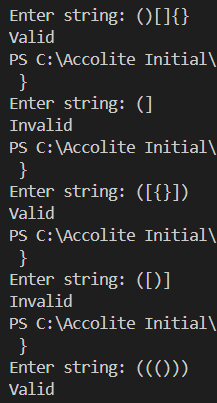 Enter string: ()[]{}
Valid
PS C:\Accolite Initial\
 }
Enter string: (]
Invalid
PS C:\Accolite Initial\
 }
Enter string: ([{}])
Valid
PS C:\Accolite Initial\
 }
Enter string: ([)]
Invalid
PS C:\Accolite Initial\
 }
Enter string: ((()))
Valid